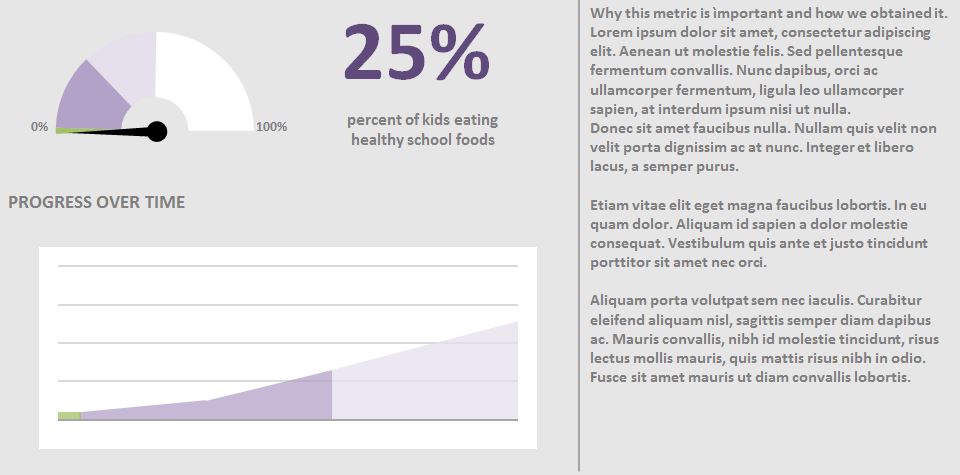 25%
0%
100%
percent of kids eating
healthy school foods
PROGRESS OVER TIME
Why this metric is important and how we obtained it.
Lorem ipsum dolor sit amet, consectetur adipiscing
elit. Aenean ut molestie felis. Sed pellentesque
fermentum convallis. Nunc dapibus, orci ac
ullamcorper fermentum, ligula leo ullamcorper
sapien, at interdum ipsum nisi ut nulla.
Donec sit amet faucibus nulla. Nullam quis velit non
velit porta dignissim ac at nunc. Integer et libero
lacus, a semper purus.
Etiam vitae elit eget magna faucibus lobortis. In eu
quam dolor. Aliquam id sapien a dolor molestie
consequat. Vestibulum quis ante et justo tincidunt
porttitor sit amet nec orci.
Aliquam porta volutpat sem nec iaculis. Curabitur
eleifend aliquam nisl, sagittis semper diam dapibus
ac. Mauris convallis, nibh id molestie tincidunt, risus
lectus mollis mauris, quis mattis risus nibh in odio.
Fusce sit amet mauris ut diam convallis lobortis.